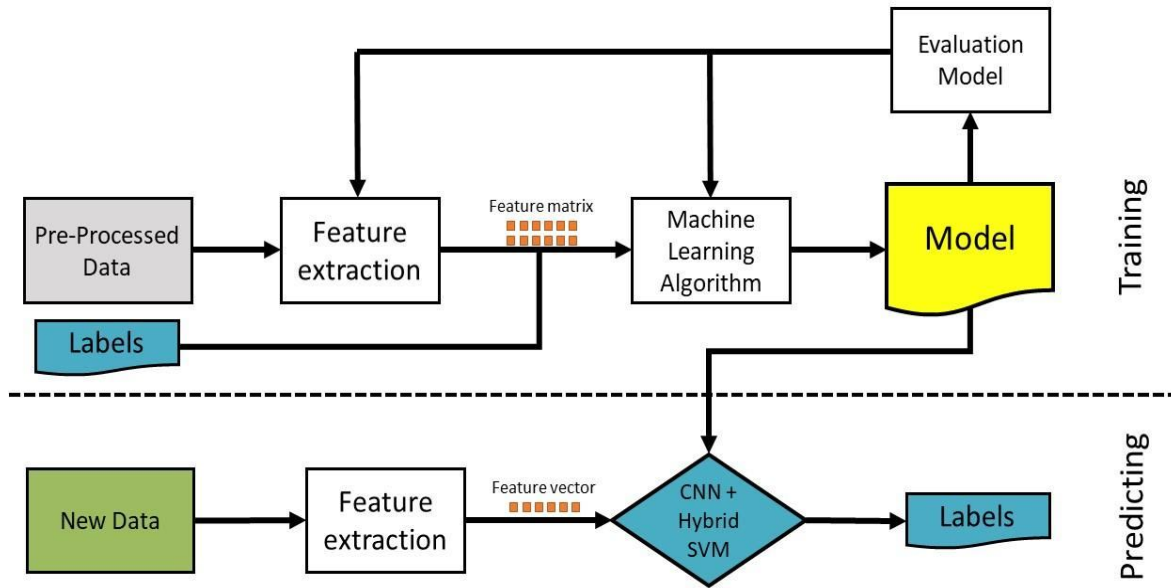 Evaluation
Model
Pre-Processed
Data
Feature
extraction
Feature matrix
Machine
Learning
Algorithm
Model
Training
Labels
New Data
Feature
extraction
Feature vector
CNN +
Hybrid
SVM
Labels
Predicting